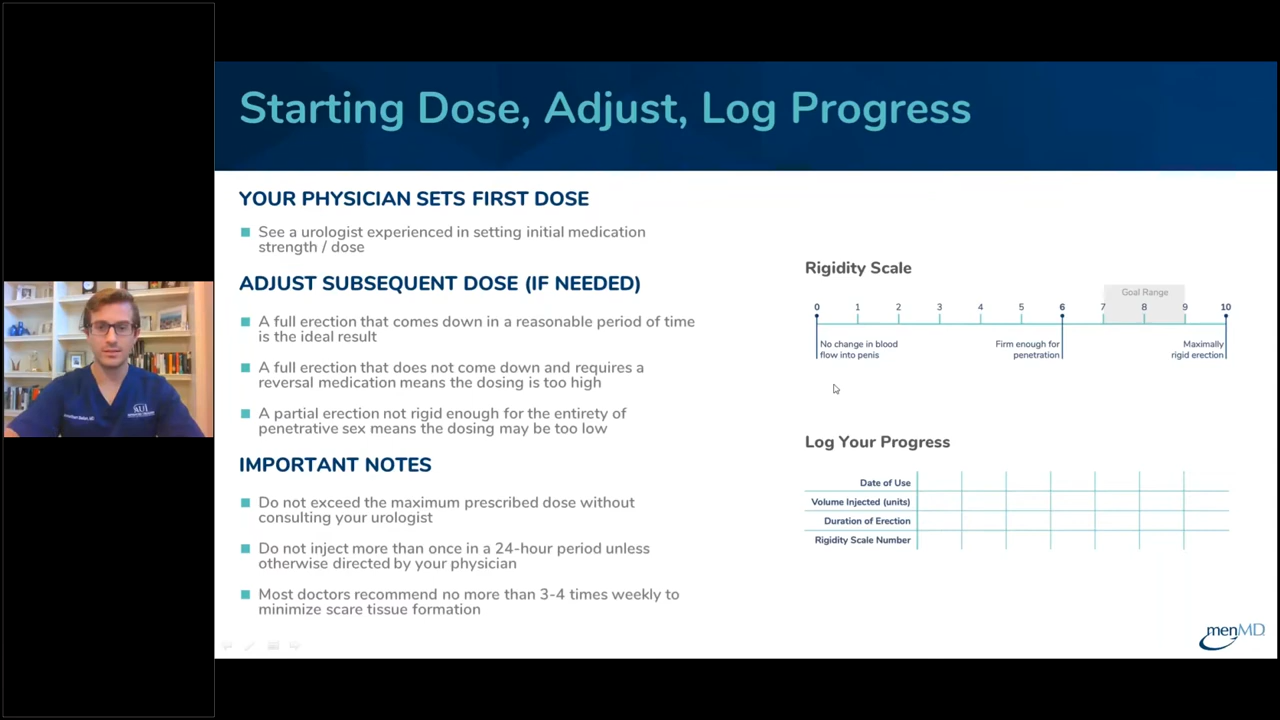 Starting Dose, Adjust, Log Progress
YOUR PHYSICIAN SETS FIRST DOSE
See a urologist experienced in setting initial medication
strength / dose
ADJUST SUBSEQUENT DOSE (IF NEEDED)
A full erection that comes down in a reasonable period of time
is the ideal result
A full erection that does not come down and requires a
reversal medication means the dosing is too high
A partial erection not rigid enough for the entirety of
penetrative sex means the dosing may be too low
IMPORTANT NOTES
Do not exceed the maximum prescribed dose without
consulting your urologist
Do not inject more than once in a 24-hour period unless
otherwise directed by your physician
Most doctors recommend no more than 3-4 times weekly to
minimize scare tissue formation
Rigidity Scale
Goal Range
0 1 2 3 4 5 6 7 8 9 10
No change in blood
flow into penis
Firm enough for
penetration
Maximally
rigid erection
Log Your Progress
Date of Use
Volume Injected (units)
Duration of Erection
Rigidity Scale Number
menMD